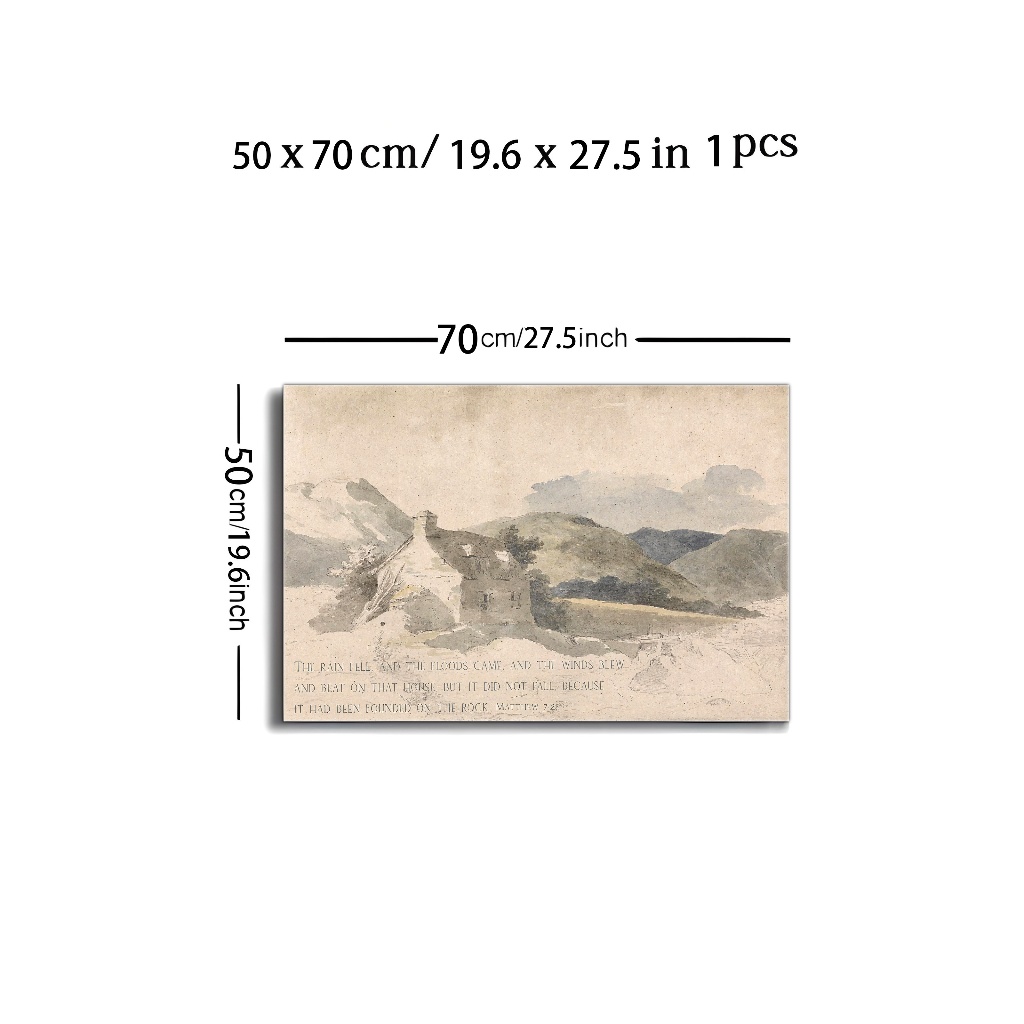 50 x 70 cm/ 19.6 x 27.5 in 1 pcs
70cm/27.5inch
50cm/19.6inch
THE RAIN FELL, AND THE FLOODS CAME, AND THE WINDS BLEW
AND BEAT ON THAT HOUSE, BUT IT DID NOT FALL, BECAUSE
IT HAD BEEN FOUNDED ON THE ROCK.